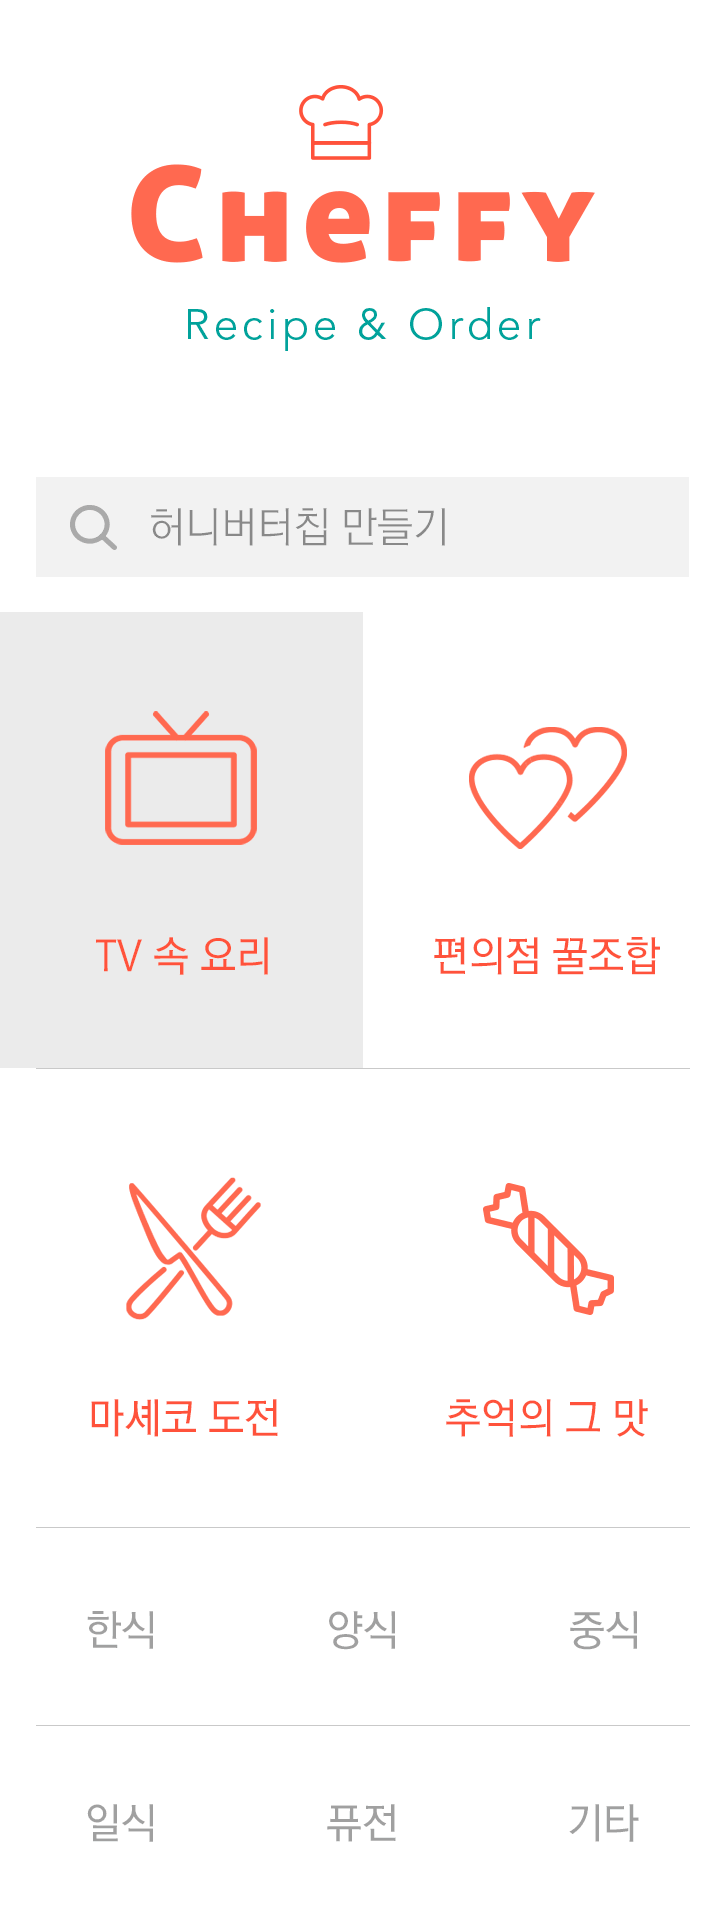 CHeFFY
Recipe & Order
허니버터칩 만들기
TV 속 요리
편의점 꿀조합
마셰코 도전
추억의 그 맛
한식 양식 중식
일식 퓨전 기타